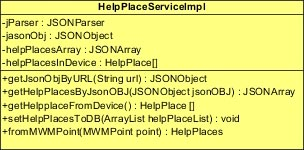 HelpPlaceServiceImpl
-jParser : JSONParser
-jasonObj : JSONObject
-helpPlacesArray : JSONArray
-helpPlacesInDevice : HelpPlace[]
+getJsonObjByURL(String url) : JSONObject
+getHelpPlacesByJsonOBJ(JSONObject jsonOBJ) : JSONArray
+getHelpplaceFromDevice() : HelpPlace []
+setHelpPlacesToDB(ArrayList helpPlaceList) : void
+fromMWMPoint(MWMPoint point) : HelpPlaces